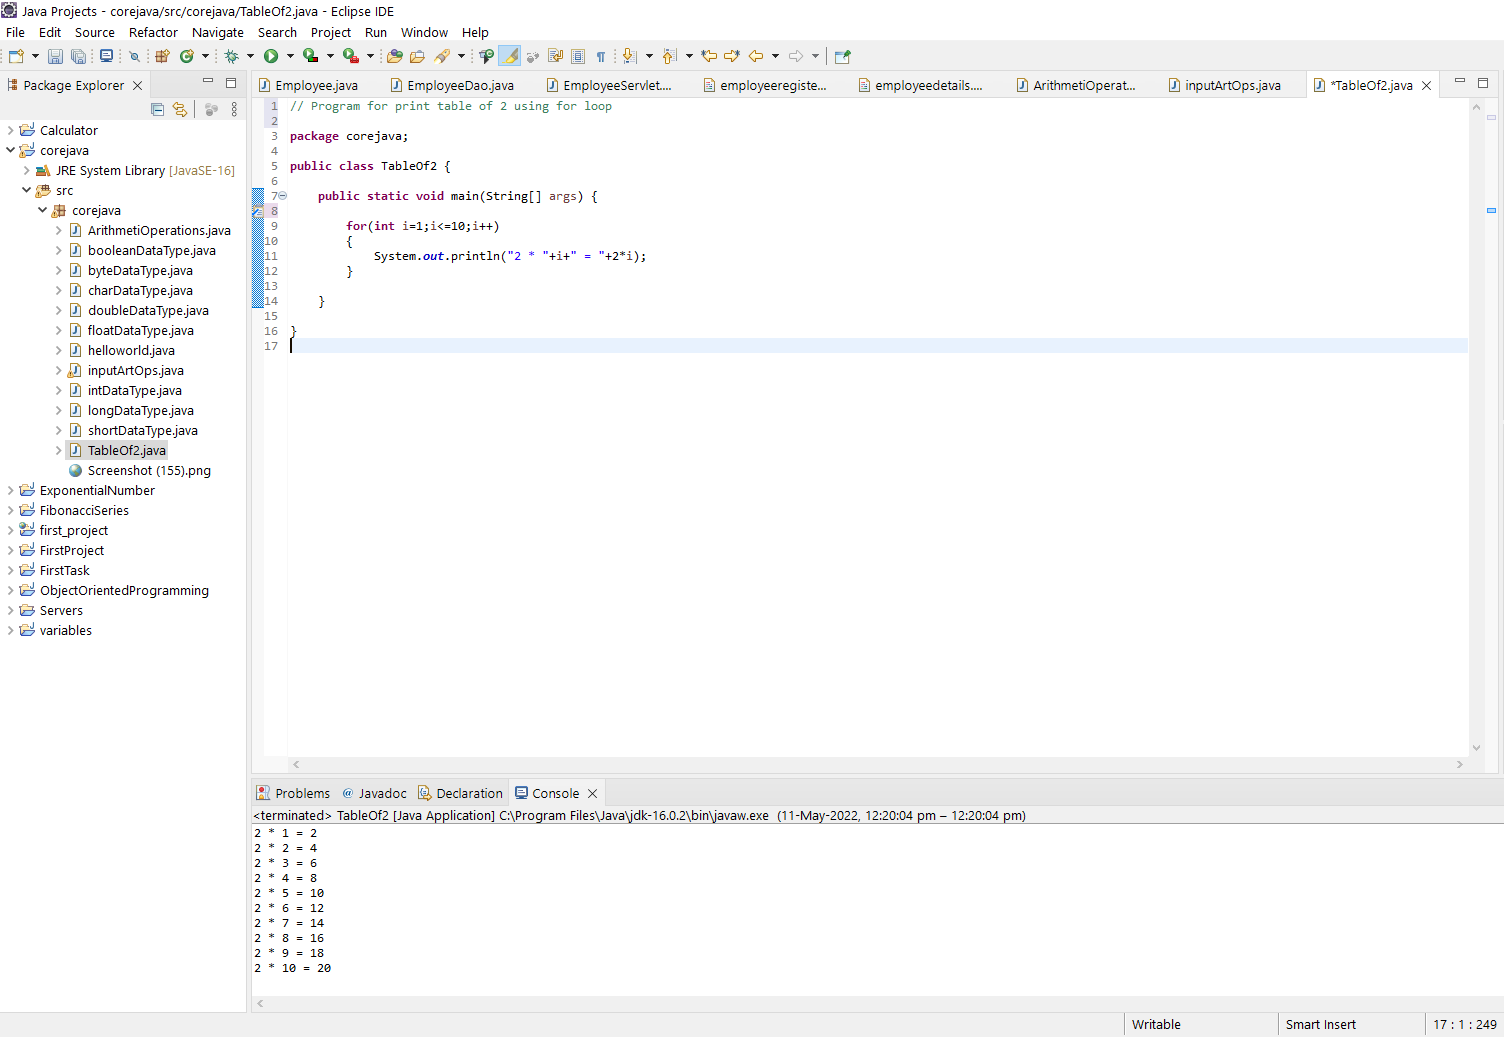 Java Projects - corejava/src/corejava/TableOf2.java - Eclipse IDE
File Edit Source Refactor Navigate Search Project Run Window Help
Package Explorer
Employee.java EmployeeDao.java EmployeeServlet.... employeeregiste... employeedetails.... ArithmetiOperat... inputArtOps.java *TableOf2.java
Calculator
corejava
JRE System Library [JavaSE-16]
src
corejava
ArithmetiOperations.java
booleanDataType.java
byteDataType.java
charDataType.java
doubleDataType.java
floatDataType.java
helloworld.java
inputArtOps.java
intDataType.java
longDataType.java
shortDataType.java
TableOf2.java
Screenshot (155).png
ExponentialNumber
FibonacciSeries
first_project
FirstProject
FirstTask
ObjectOrientedProgramming
Servers
variables
1 // Program for print table of 2 using for loop
2
3 package corejava;
4
5 public class TableOf2 {
6
7 public static void main(String[] args) {
8
9 for(int i=1;i<=10;i++)
10 {
11 System.out.println("2 * "+i+" = "+2*i);
12 }
13
14 }
15
16 }
17
Problems @ Javadoc Declaration Console
<terminated> TableOf2 [Java Application] C:\Program Files\Java\jdk-16.0.2\bin\javaw.exe (11-May-2022, 12:20:04 pm – 12:20:04 pm)
2 * 1 = 2
2 * 2 = 4
2 * 3 = 6
2 * 4 = 8
2 * 5 = 10
2 * 6 = 12
2 * 7 = 14
2 * 8 = 16
2 * 9 = 18
2 * 10 = 20
Writable Smart Insert 17 : 1 : 249